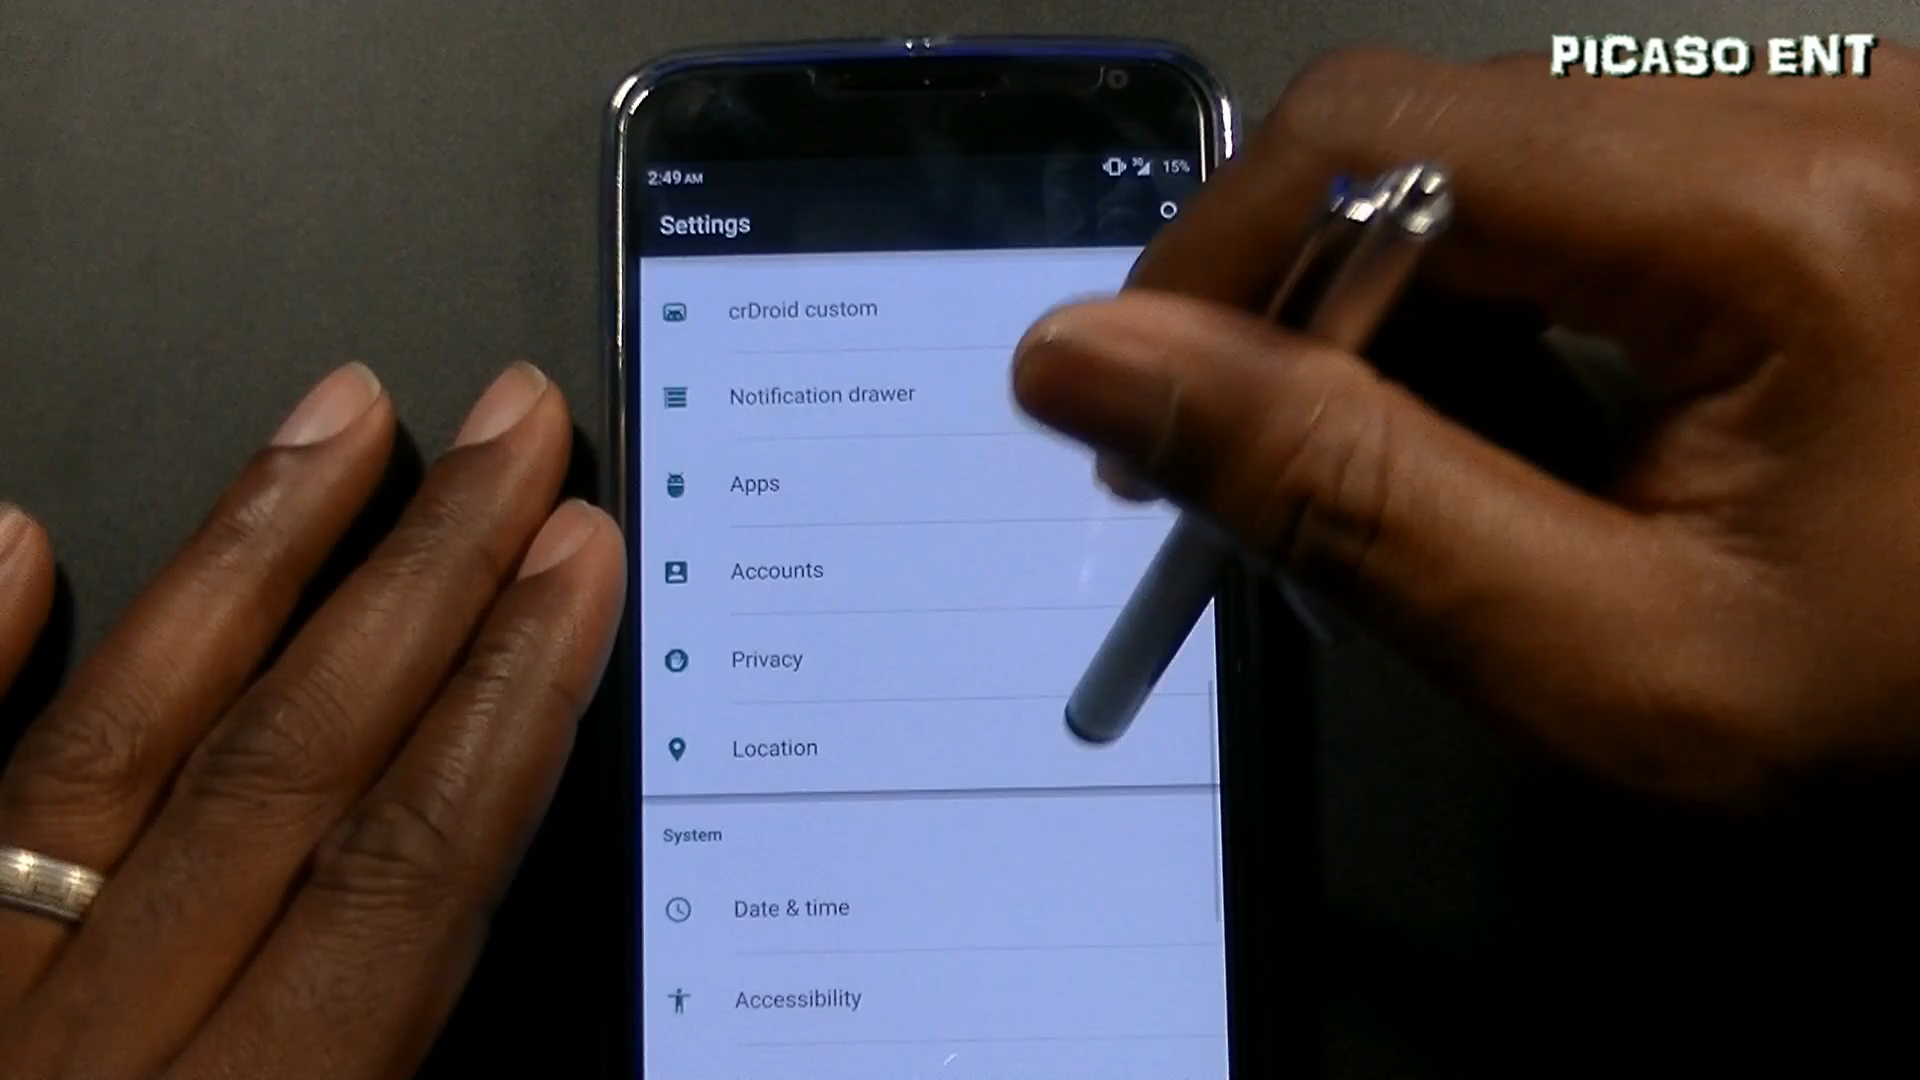 PICASO ENT
2:49 AM
3G
15%
Settings
crDroid custom
Notification drawer
Apps
Accounts
Privacy
Location
System
Date & time
Accessibility